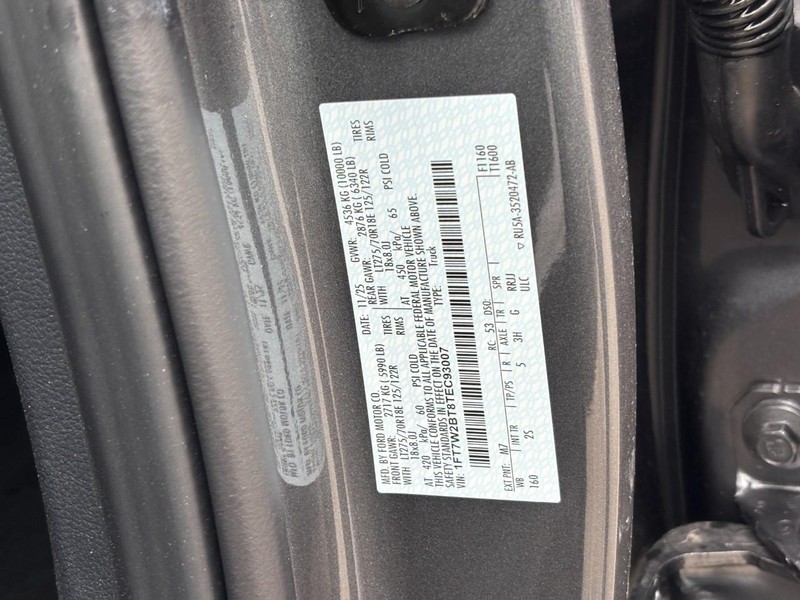 MFD. BY FORD MOTOR CO.
DATE: 11/25 GVWR: 4536 KG (10000 LB)
FRONT GAWR: 2717 KG ( 5990 LB) REAR GAWR: 2876 KG ( 6340 LB)
WITH LT275/70R18E 125/122R TIRES WITH LT275/70R18E 125/122R TIRES
18x8.0J RIMS 18x8.0J RIMS
AT 420 kPa/ 60 PSI COLD AT 450 kPa/ 65 PSI COLD
THIS VEHICLE CONFORMS TO ALL APPLICABLE FEDERAL MOTOR VEHICLE
SAFETY STANDARDS IN EFFECT ON THE DATE OF MANUFACTURE SHOWN ABOVE.
VIN: 1FT7W2BT8TEC93007 TYPE: Truck
EXT PNT: M7 RC: 53 DSO: F1160
WB INT TR TP/PS R AXLE TR SPR T1600
160 2S 5 3H G RRJJ
ULC ▽ RU5A-3520472-AB